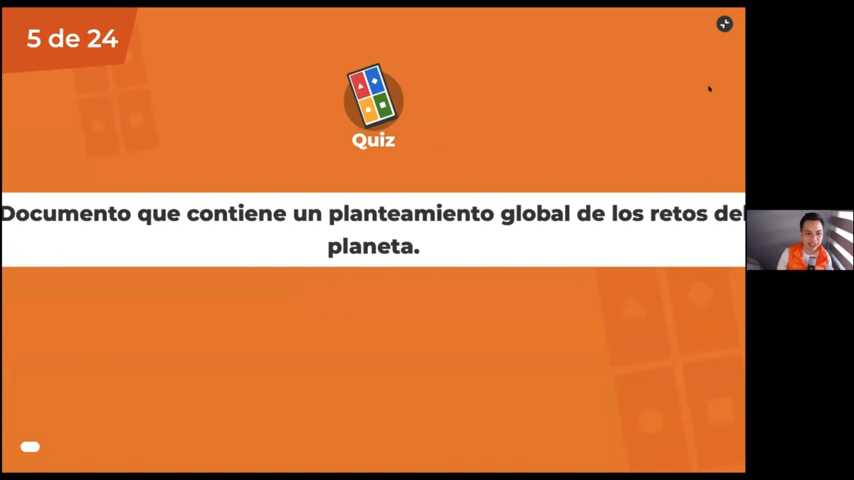 5 de 24
Quiz
Documento que contiene un planteamiento global de los retos del
planeta.